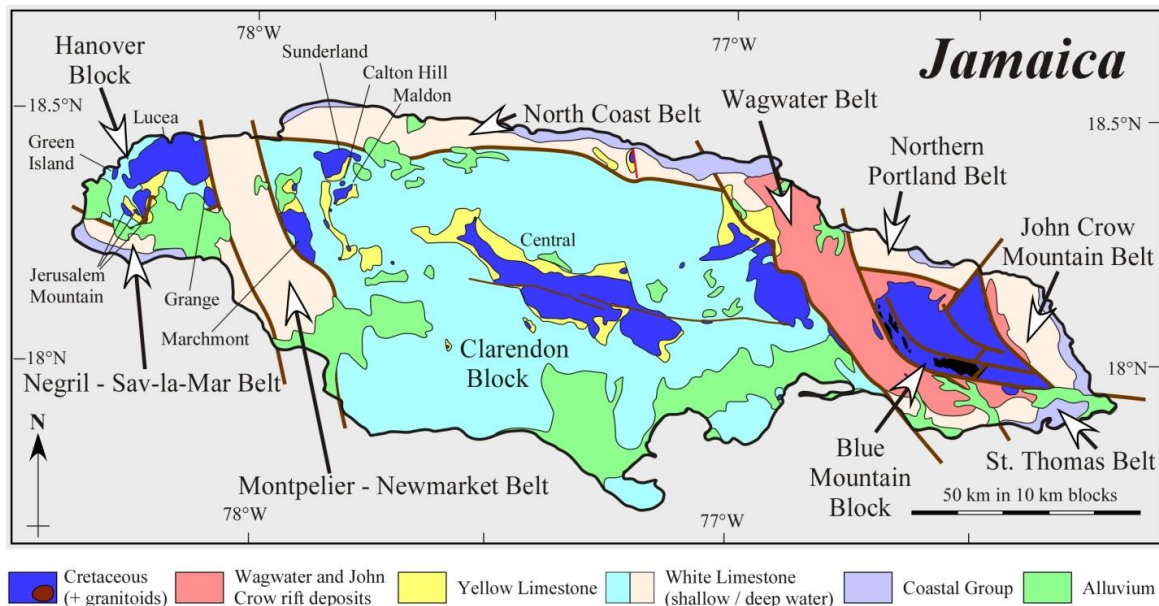 78°W
77°W
Jamaica
Hanover
Block
Sunderland
Calton Hill
Maldon
18.5°N
North Coast Belt
Wagwater Belt
18.5°N
Lucea
Green
Island
Northern
Portland Belt
John Crow
Mountain Belt
Central
Jerusalem
Mountain
Grange
Marchmont
18°N
Clarendon
Block
18°N
Negril - Sav-la-Mar Belt
N
Montpelier - Newmarket Belt
Blue
Mountain
Block
St. Thomas Belt
50 km in 10 km blocks
78°W
77°W
Cretaceous
(+ granitoids)
Wagwater and John
Crow rift deposits
Yellow Limestone
White Limestone
(shallow / deep water)
Coastal Group
Alluvium